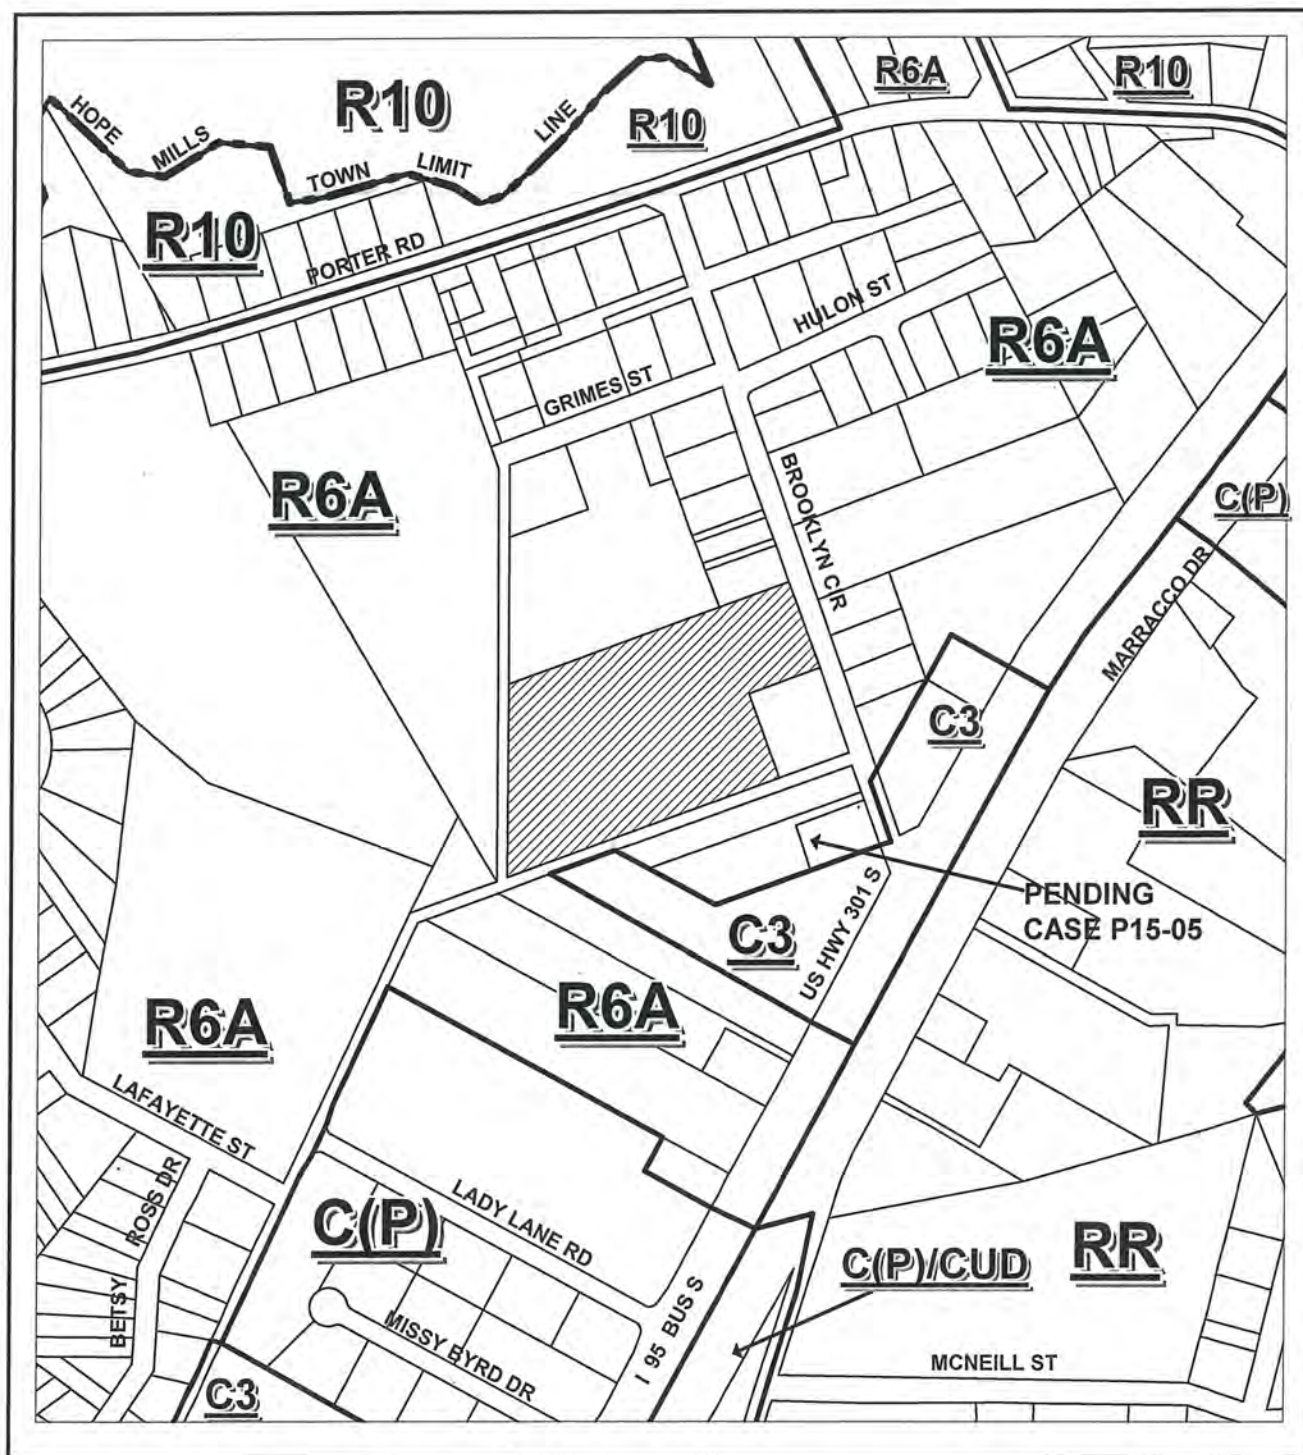 R6A
R10
R10
R10
HOPE
MILLS
TOWN
LIMIT
LINE
R10
PORTER RD
HULON ST
R6A
GRIMES ST
R6A
BROOKLYN CIR
C(P)
MARRACCO DR
C3
RR
PENDING
CASE P15-05
C3
US HWY 301 S
R6A
R6A
LAFAYETTE ST
ROSS DR
BETSY
LADY LANE RD
C(P)
C(P)/CUD
RR
MISSY BYRD DR
I 95 BUS S
MCNEILL ST
C3